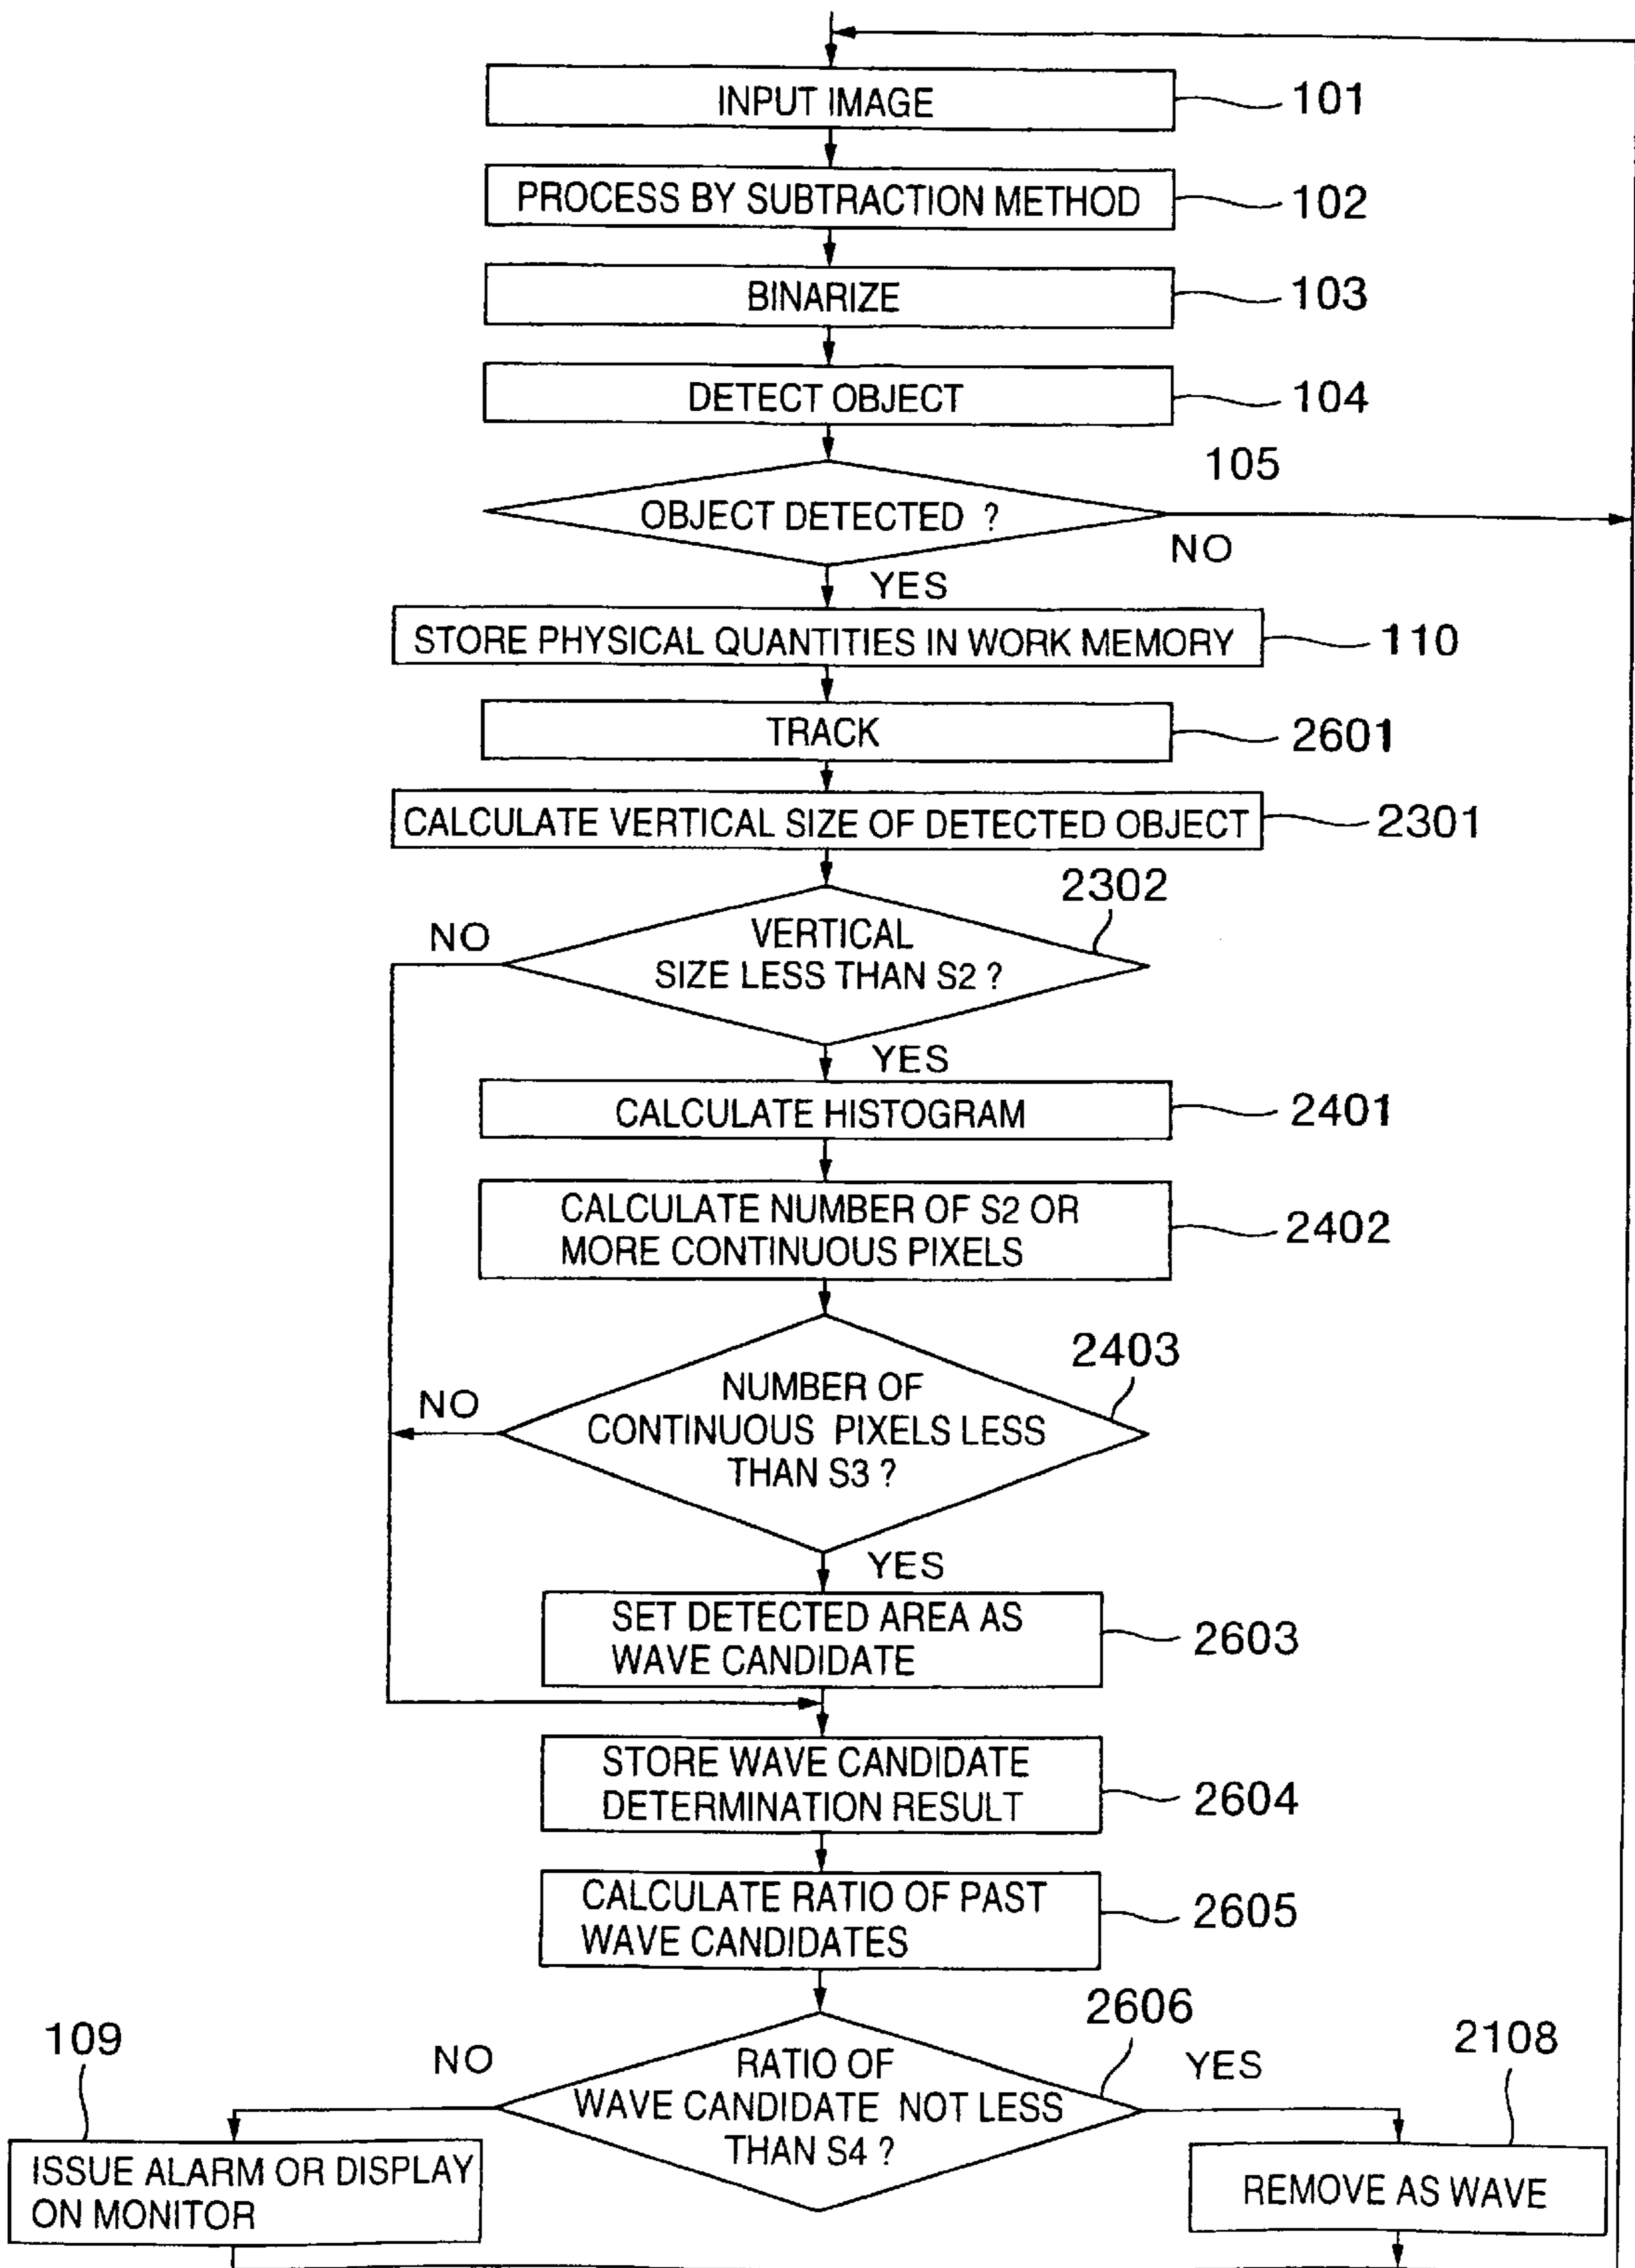 INPUT IMAGE
101
PROCESS BY SUBTRACTION METHOD
102
BINARIZE
103
DETECT OBJECT
104
105
OBJECT DETECTED ?
NO
YES
STORE PHYSICAL QUANTITIES IN WORK MEMORY
110
TRACK
2601
CALCULATE VERTICAL SIZE OF DETECTED OBJECT
2301
2302
NO
VERTICAL
SIZE LESS THAN S2 ?
YES
CALCULATE HISTOGRAM
2401
CALCULATE NUMBER OF S2 OR
MORE CONTINUOUS PIXELS
2402
2403
NO
NUMBER OF
CONTINUOUS PIXELS LESS
THAN S3 ?
YES
SET DETECTED AREA AS
WAVE CANDIDATE
2603
STORE WAVE CANDIDATE
DETERMINATION RESULT
2604
CALCULATE RATIO OF PAST
WAVE CANDIDATES
2605
2606
109
NO
RATIO OF
WAVE CANDIDATE NOT LESS
THAN S4 ?
YES
2108
ISSUE ALARM OR DISPLAY
ON MONITOR
REMOVE AS WAVE